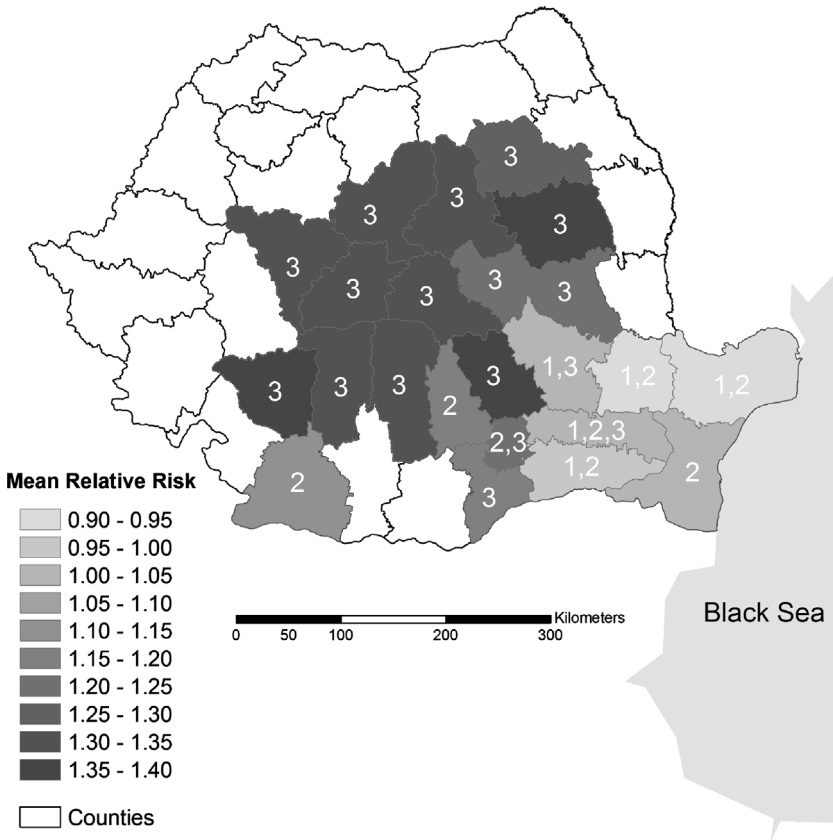 3
3
3
3
3
3
3
3
3
3
1,3
1,2
1,2
3
3
3
3
2
2,3
1,2,3
1,2
2
2
3
Mean Relative Risk
0.90 - 0.95
0.95 - 1.00
1.00 - 1.05
1.05 - 1.10
1.10 - 1.15
1.15 - 1.20
1.20 - 1.25
1.25 - 1.30
1.30 - 1.35
1.35 - 1.40
Counties
Kilometers
0 50 100 200 300
Black Sea